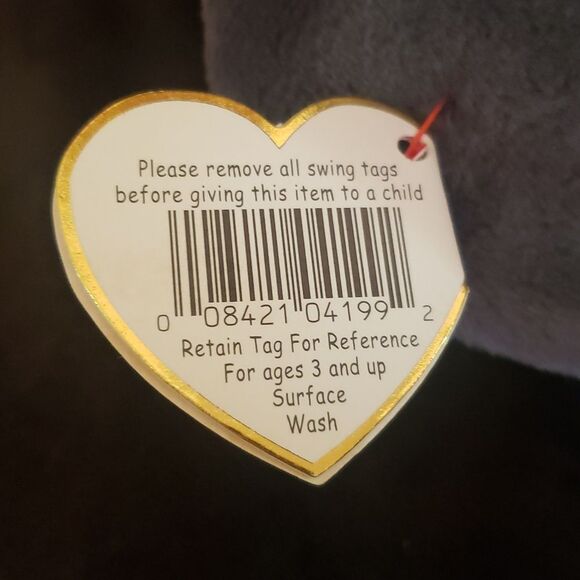 Please remove all swing tags
before giving this item to a child
0 08421 04199 2
Retain Tag For Reference
For ages 3 and up
Surface
Wash